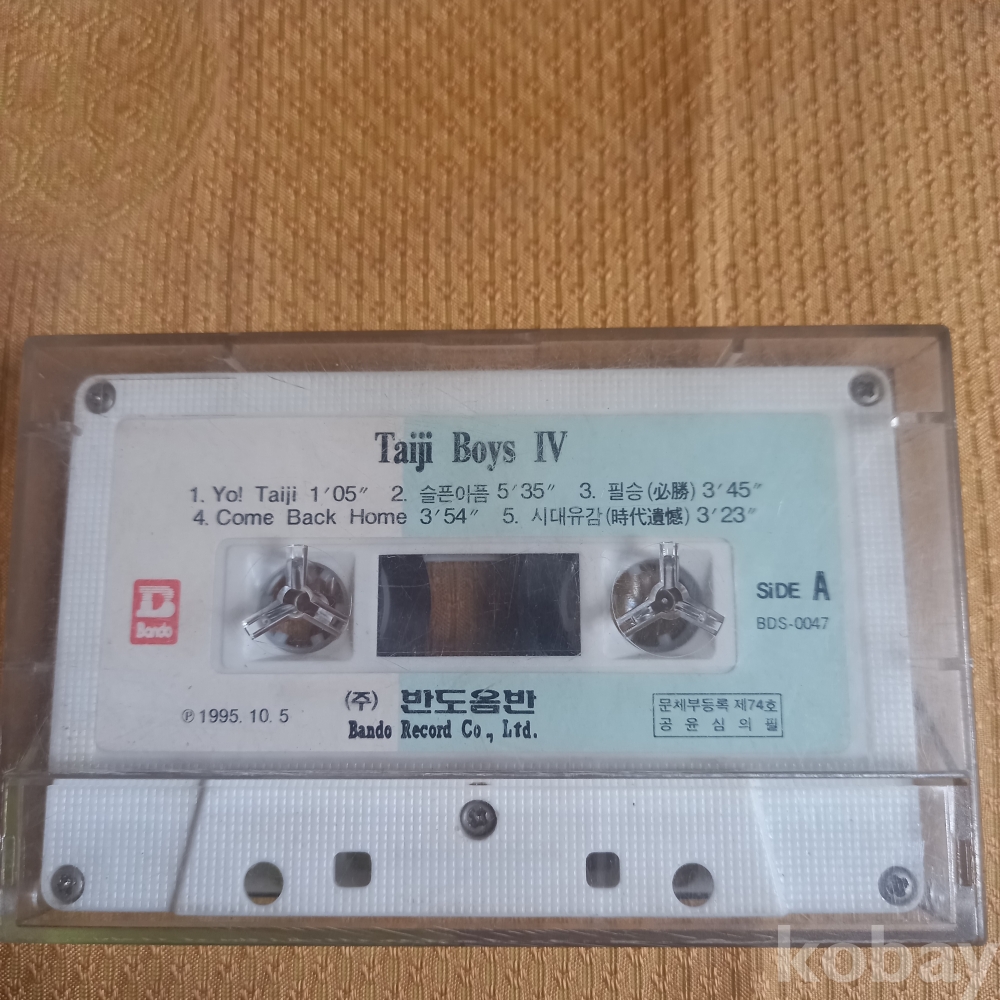 Taiji Boys IV
1. Yo! Taiji 1′05″ 2. 슬픈아픔 5′35″ 3. 필승(必勝) 3′45″
4. Come Back Home 3′54″ 5. 시대유감(時代遺憾) 3′23″
SiDE A
B
Bando
BDS-0047
(주) 반도음반
℗ 1995. 10. 5
Bando Record Co., Ltd.
문체부등록 제74호
공윤심의필
kobay